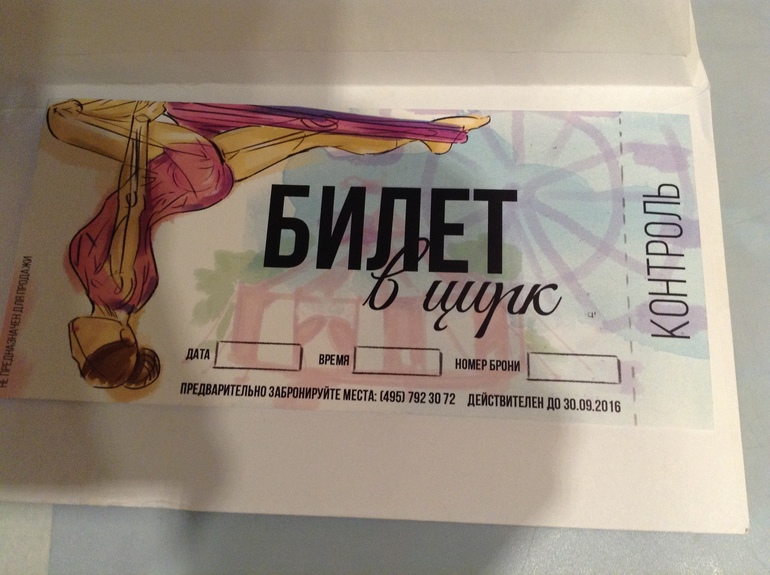 НЕ ПРЕДНАЗНАЧЕН ДЛЯ ПРОДАЖИ
БИЛЕТ
в цирк
ДАТА ВРЕМЯ НОМЕР БРОНИ
ПРЕДВАРИТЕЛЬНО ЗАБРОНИРУЙТЕ МЕСТА: (495) 792 30 72 ДЕЙСТВИТЕЛЕН ДО 30.09.2016
КОНТРОЛЬ